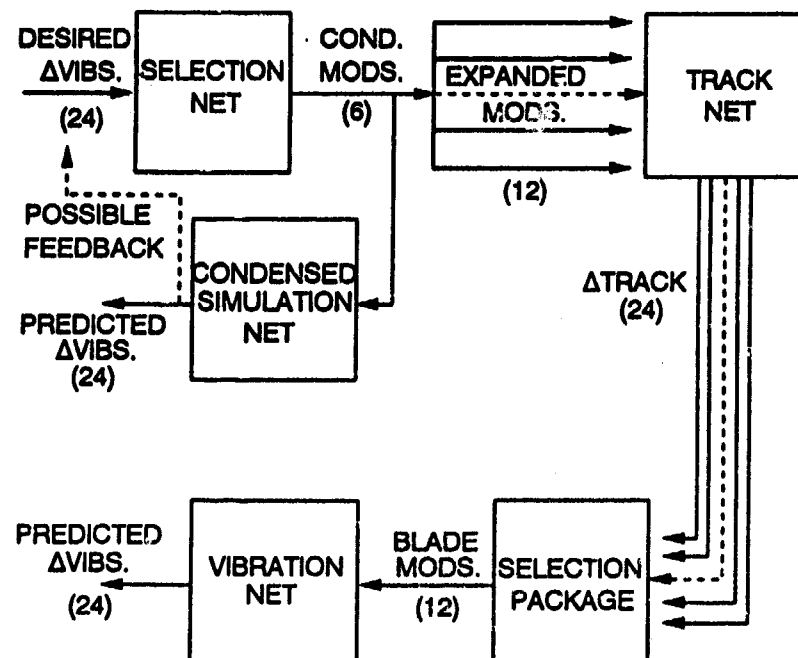 DESIRED
ΔVIBS.
(24)
SELECTION
NET
COND.
MODS.
(6)
EXPANDED
MODS.
(12)
TRACK
NET
POSSIBLE
FEEDBACK
CONDENSED
SIMULATION
NET
PREDICTED
ΔVIBS.
(24)
ΔTRACK
(24)
PREDICTED
ΔVIBS.
(24)
VIBRATION
NET
BLADE
MODS.
(12)
SELECTION
PACKAGE